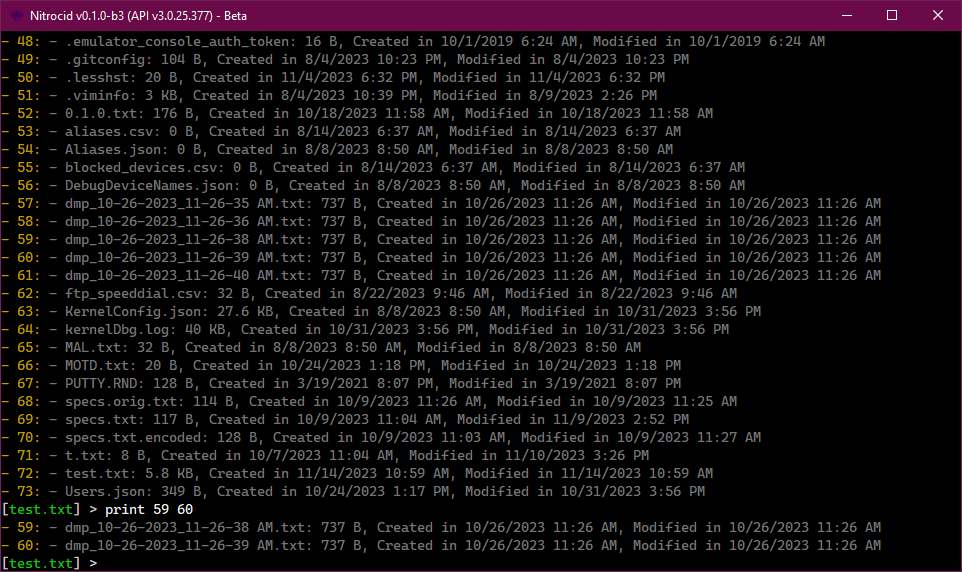 Nitrocid v0.1.0-b3 (API v3.0.25.377) - Beta
- 48: - .emulator_console_auth_token: 16 B, Created in 10/1/2019 6:24 AM, Modified in 10/1/2019 6:24 AM
- 49: - .gitconfig: 104 B, Created in 8/4/2023 10:23 PM, Modified in 8/4/2023 10:23 PM
- 50: - .lesshst: 20 B, Created in 11/4/2023 6:32 PM, Modified in 11/4/2023 6:32 PM
- 51: - .viminfo: 3 KB, Created in 8/4/2023 10:39 PM, Modified in 8/9/2023 2:26 PM
- 52: - 0.1.0.txt: 176 B, Created in 10/18/2023 11:58 AM, Modified in 10/18/2023 11:58 AM
- 53: - aliases.csv: 0 B, Created in 8/14/2023 6:37 AM, Modified in 8/14/2023 6:37 AM
- 54: - Aliases.json: 0 B, Created in 8/8/2023 8:50 AM, Modified in 8/8/2023 8:50 AM
- 55: - blocked_devices.csv: 0 B, Created in 8/14/2023 6:37 AM, Modified in 8/14/2023 6:37 AM
- 56: - DebugDeviceNames.json: 0 B, Created in 8/8/2023 8:50 AM, Modified in 8/8/2023 8:50 AM
- 57: - dmp_10-26-2023_11-26-35 AM.txt: 737 B, Created in 10/26/2023 11:26 AM, Modified in 10/26/2023 11:26 AM
- 58: - dmp_10-26-2023_11-26-36 AM.txt: 737 B, Created in 10/26/2023 11:26 AM, Modified in 10/26/2023 11:26 AM
- 59: - dmp_10-26-2023_11-26-38 AM.txt: 737 B, Created in 10/26/2023 11:26 AM, Modified in 10/26/2023 11:26 AM
- 60: - dmp_10-26-2023_11-26-39 AM.txt: 737 B, Created in 10/26/2023 11:26 AM, Modified in 10/26/2023 11:26 AM
- 61: - dmp_10-26-2023_11-26-40 AM.txt: 737 B, Created in 10/26/2023 11:26 AM, Modified in 10/26/2023 11:26 AM
- 62: - ftp_speeddial.csv: 32 B, Created in 8/22/2023 9:46 AM, Modified in 8/22/2023 9:46 AM
- 63: - KernelConfig.json: 27.6 KB, Created in 8/8/2023 8:50 AM, Modified in 10/31/2023 3:56 PM
- 64: - kernelDbg.log: 40 KB, Created in 10/31/2023 3:56 PM, Modified in 10/31/2023 3:56 PM
- 65: - MAL.txt: 32 B, Created in 8/8/2023 8:50 AM, Modified in 8/8/2023 8:50 AM
- 66: - MOTD.txt: 20 B, Created in 10/24/2023 1:18 PM, Modified in 10/24/2023 1:18 PM
- 67: - PUTTY.RND: 128 B, Created in 3/19/2021 8:07 PM, Modified in 3/19/2021 8:07 PM
- 68: - specs.orig.txt: 114 B, Created in 10/9/2023 11:26 AM, Modified in 10/9/2023 11:25 AM
- 69: - specs.txt: 117 B, Created in 10/9/2023 11:04 AM, Modified in 11/9/2023 2:52 PM
- 70: - specs.txt.encoded: 128 B, Created in 10/9/2023 11:03 AM, Modified in 10/9/2023 11:27 AM
- 71: - t.txt: 8 B, Created in 10/7/2023 11:04 AM, Modified in 11/10/2023 3:26 PM
- 72: - test.txt: 5.8 KB, Created in 11/14/2023 10:59 AM, Modified in 11/14/2023 10:59 AM
- 73: - Users.json: 349 B, Created in 10/24/2023 1:17 PM, Modified in 10/31/2023 3:56 PM
[test.txt] > print 59 60
- 59: - dmp_10-26-2023_11-26-38 AM.txt: 737 B, Created in 10/26/2023 11:26 AM, Modified in 10/26/2023 11:26 AM
- 60: - dmp_10-26-2023_11-26-39 AM.txt: 737 B, Created in 10/26/2023 11:26 AM, Modified in 10/26/2023 11:26 AM
[test.txt] >